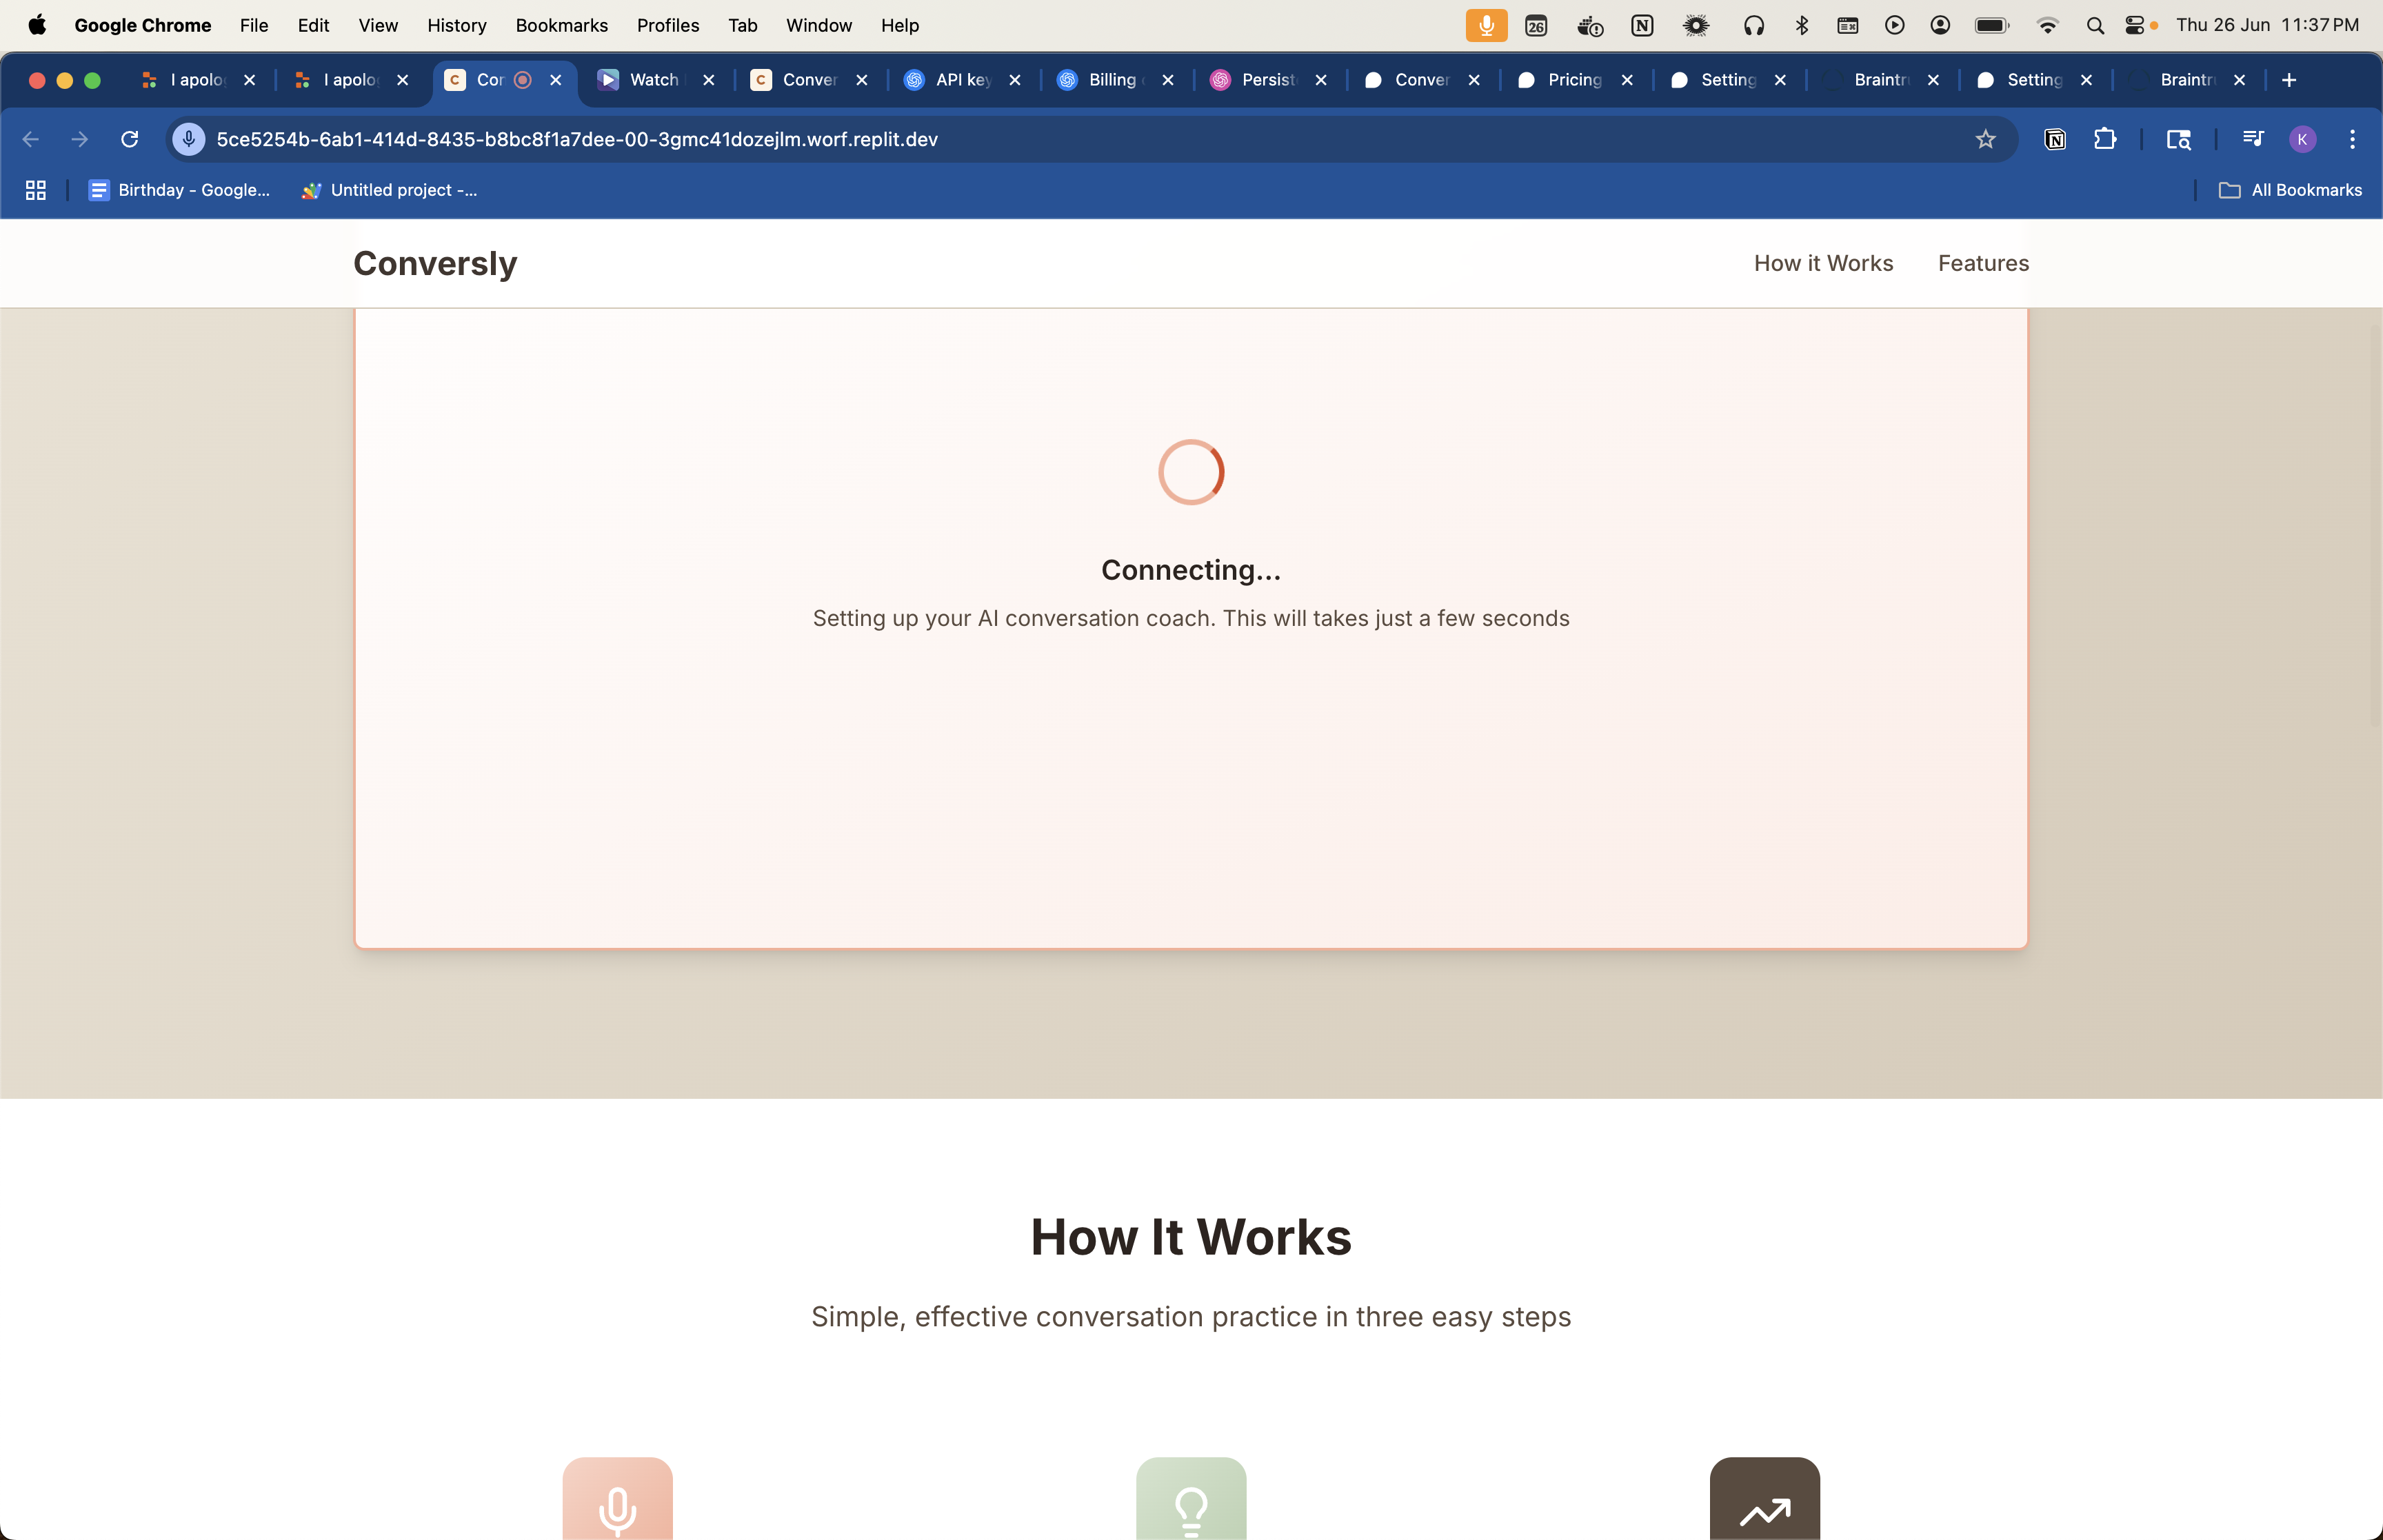 Google Chrome File Edit View History Bookmarks Profiles Tab Window Help 26 N Thu 26 Jun 11:37 PM
I apolo I apolo C Con Watch C Conver API key Billing Persist Conver Pricing Setting Braintru Setting Braintru
5ce5254b-6ab1-414d-8435-b8bc8f1a7dee-00-3gmc41dozejlm.worf.replit.dev N K
Birthday - Google... Untitled project -... All Bookmarks
Conversly How it Works Features
Connecting...
Setting up your AI conversation coach. This will takes just a few seconds
How It Works
Simple, effective conversation practice in three easy steps